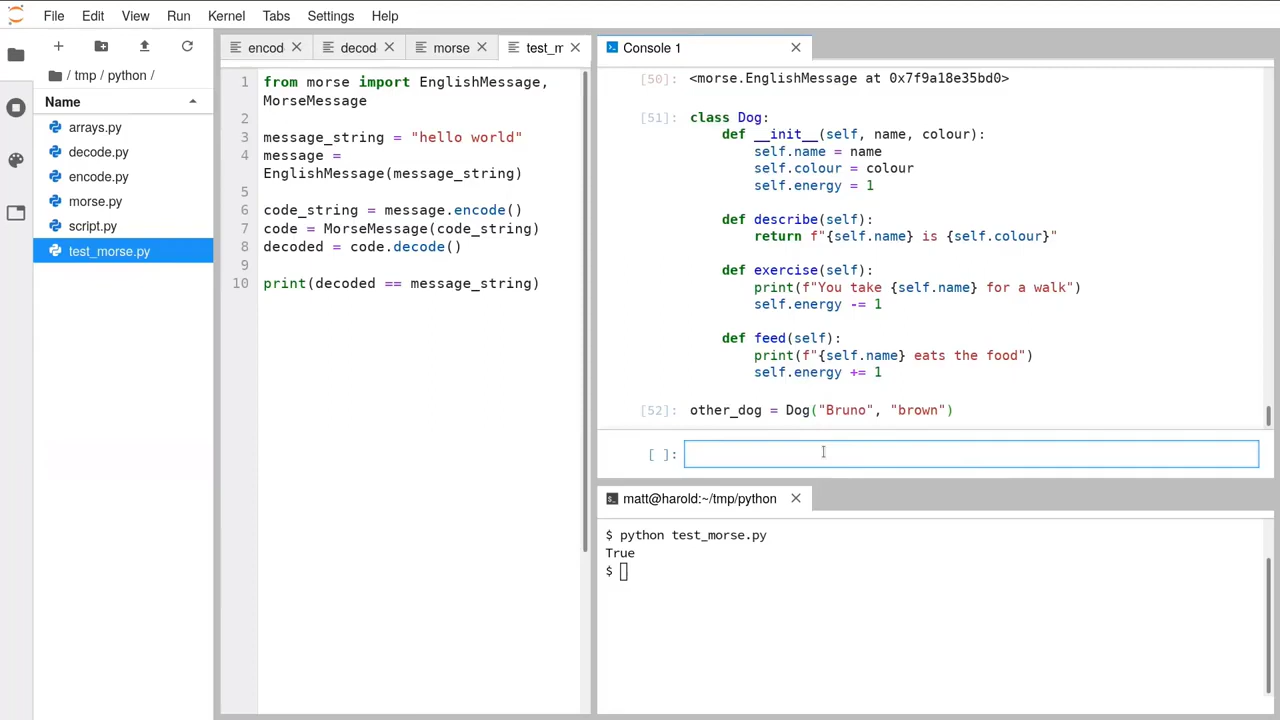 File Edit View Run Kernel Tabs Settings Help
/ tmp / python /
Name
arrays.py
decode.py
encode.py
morse.py
script.py
test_morse.py
encod
decod
morse
test_m
1 from morse import EnglishMessage,
MorseMessage
2
3 message_string = "hello world"
4 message =
EnglishMessage(message_string)
5
6 code_string = message.encode()
7 code = MorseMessage(code_string)
8 decoded = code.decode()
9
10 print(decoded == message_string)
Console 1
[50]: <morse.EnglishMessage at 0x7f9a18e35bd0>
[51]: class Dog:
def __init__(self, name, colour):
self.name = name
self.colour = colour
self.energy = 1
def describe(self):
return f"{self.name} is {self.colour}"
def exercise(self):
print(f"You take {self.name} for a walk")
self.energy -= 1
def feed(self):
print(f"{self.name} eats the food")
self.energy += 1
[52]: other_dog = Dog("Bruno", "brown")
[ ]:
matt@harold:~/tmp/python
$ python test_morse.py
True
$